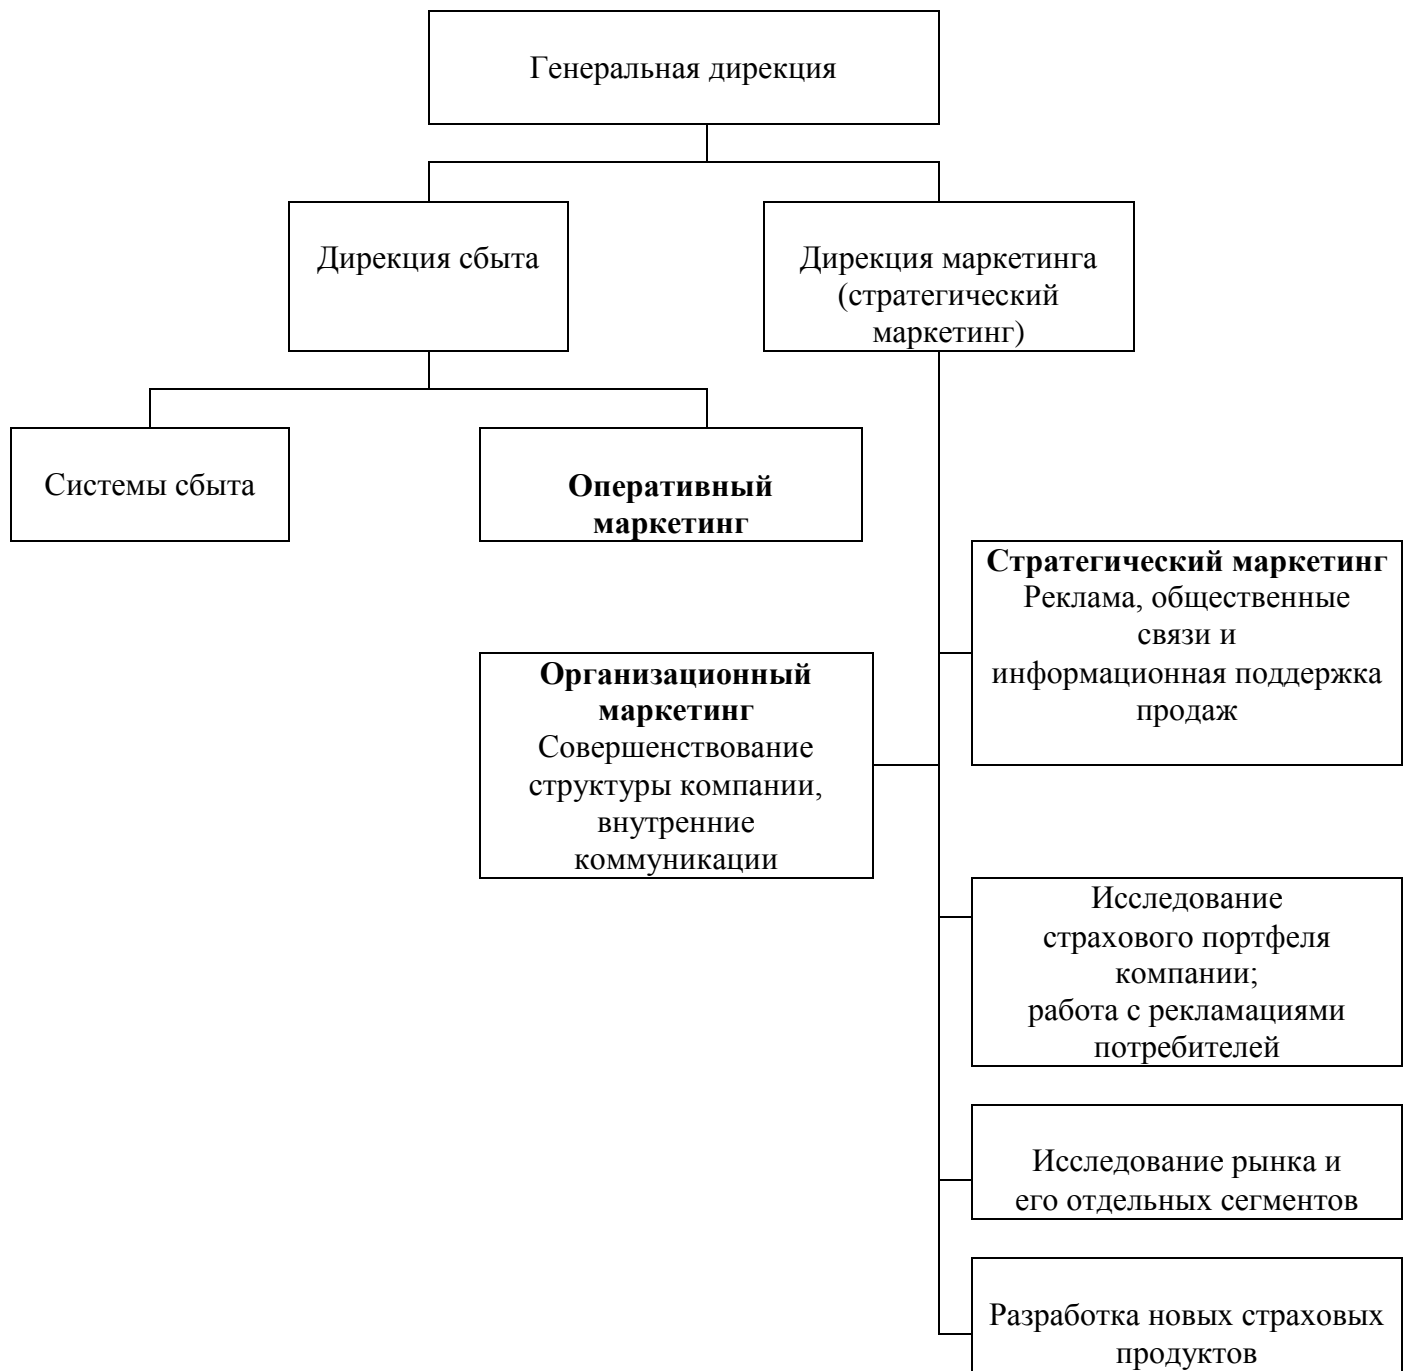 Генеральная дирекция
Дирекция сбыта
Дирекция маркетинга
(стратегический
маркетинг)
Системы сбыта
Оперативный
маркетинг
Стратегический маркетинг
Реклама, общественные
связи и
информационная поддержка
продаж
Организационный
маркетинг
Совершенствование
структуры компании,
внутренние
коммуникации
Исследование
страхового портфеля
компании;
работа с рекламациями
потребителей
Исследование рынка и
его отдельных сегментов
Разработка новых страховых
продуктов